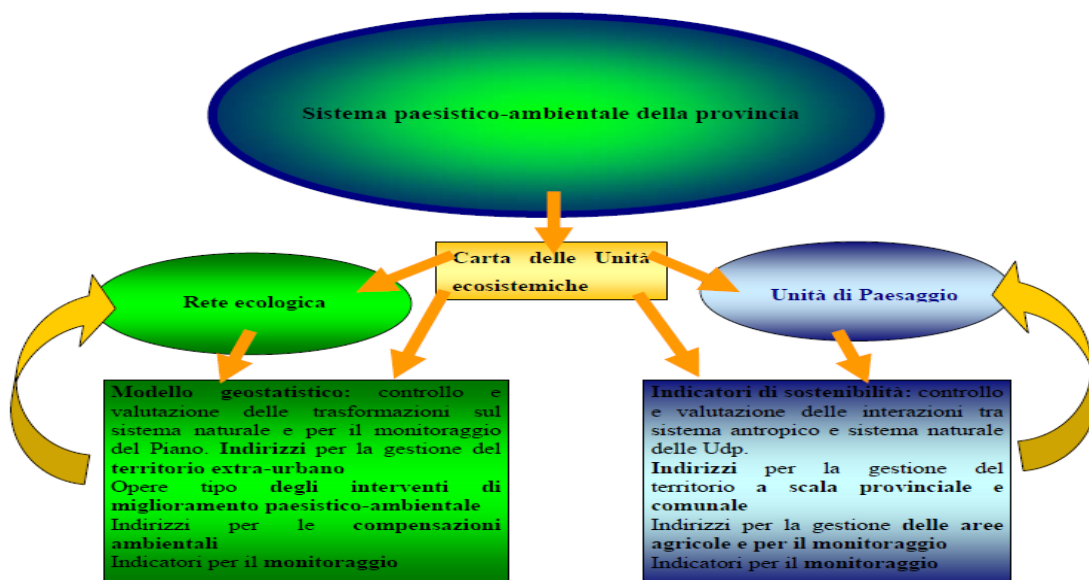 Sistema paesistico-ambientale della provincia
Carta delle Unità
ecosistemiche
Rete ecologica
Unità di Paesaggio
Modello geostatistico: controllo e
valutazione delle trasformazioni sul
sistema naturale e per il monitoraggio
del Piano. Indirizzi per la gestione del
territorio extra-urbano
Opere tipo degli interventi di
miglioramento paesistico-ambientale
Indirizzi per le compensazioni
ambientali
Indicatori per il monitoraggio
Indicatori di sostenibilità: controllo
e valutazione delle interazioni tra
sistema antropico e sistema naturale
delle Udp.
Indirizzi per la gestione del
territorio a scala provinciale e
comunale
Indirizzi per la gestione delle aree
agricole e per il monitoraggio
Indicatori per il monitoraggio